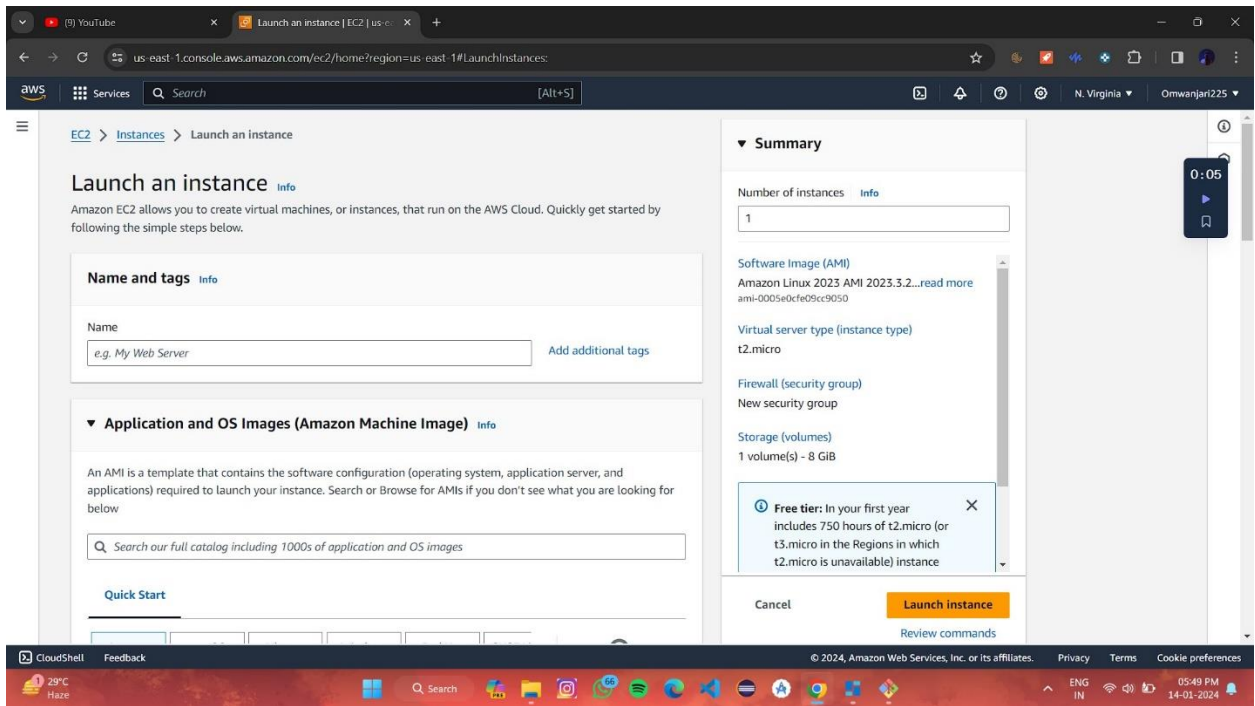 (9) YouTube
Launch an instance | EC2 | us-e
us-east-1.console.aws.amazon.com/ec2/home?region=us-east-1#LaunchInstances:
aws
Services
Search
[Alt+S]
N. Virginia
Omwanjari225
EC2 > Instances > Launch an instance
Launch an instance Info
Amazon EC2 allows you to create virtual machines, or instances, that run on the AWS Cloud. Quickly get started by
following the simple steps below.
Name and tags Info
Name
e.g. My Web Server
Add additional tags
Application and OS Images (Amazon Machine Image) Info
An AMI is a template that contains the software configuration (operating system, application server, and
applications) required to launch your instance. Search or Browse for AMIs if you don't see what you are looking for
below
Search our full catalog including 1000s of application and OS images
Quick Start
Summary
Number of instances Info
1
Software Image (AMI)
Amazon Linux 2023 AMI 2023.3.2...read more
ami-0005e0cfe09cc9050
Virtual server type (instance type)
t2.micro
Firewall (security group)
New security group
Storage (volumes)
1 volume(s) - 8 GiB
Free tier: In your first year
includes 750 hours of t2.micro (or
t3.micro in the Regions in which
t2.micro is unavailable) instance
Cancel
Launch instance
Review commands
0:05
CloudShell
Feedback
© 2024, Amazon Web Services, Inc. or its affiliates.
Privacy
Terms
Cookie preferences
1
29°C
Haze
Search
PRE
66
ENG
IN
05:49 PM
14-01-2024